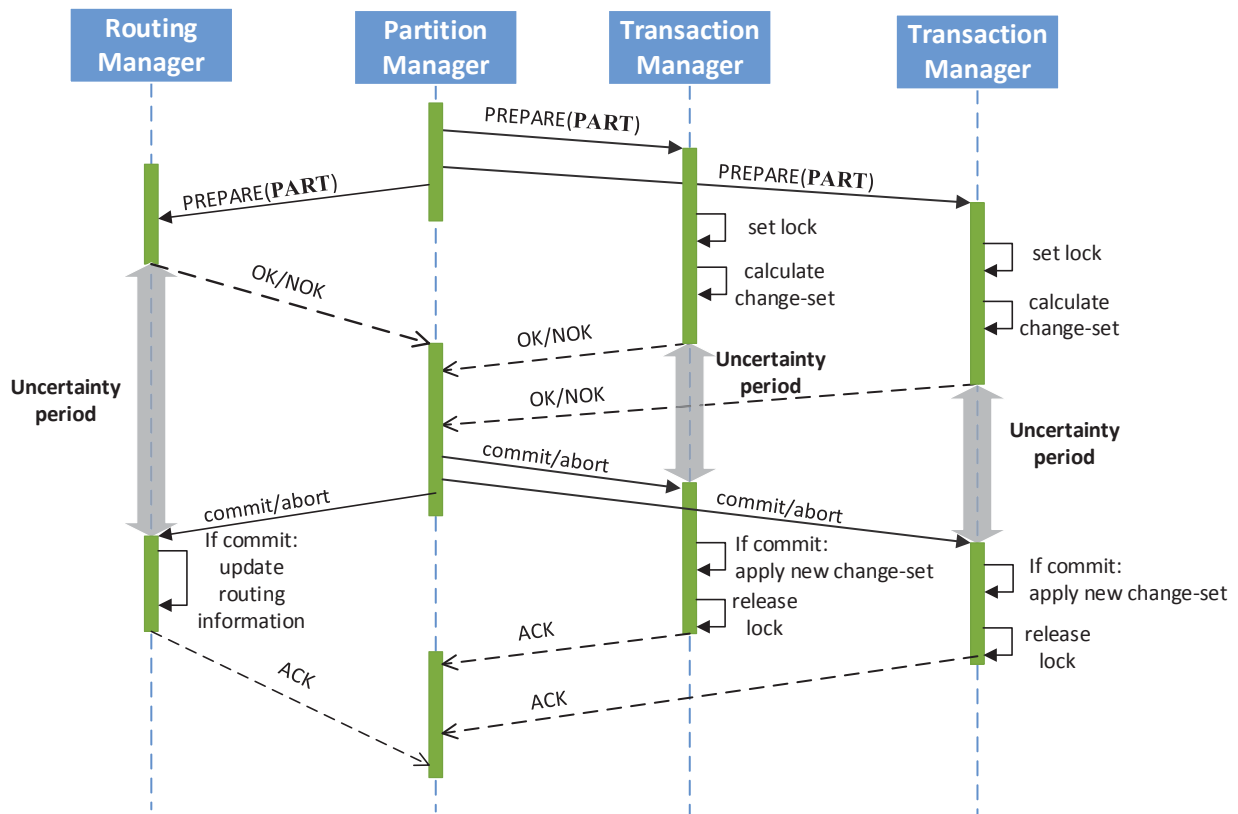 Routing
Manager
Partition
Manager
Transaction
Manager
Transaction
Manager
PREPARE(PART)
PREPARE(PART)
PREPARE(PART)
set lock
set lock
calculate
change-set
calculate
change-set
OK/NOK
OK/NOK
OK/NOK
Uncertainty
period
Uncertainty
period
Uncertainty
period
commit/abort
commit/abort
commit/abort
If commit:
update
routing
information
If commit:
apply new change-set
If commit:
apply new change-set
release
lock
release
lock
ACK
ACK
ACK